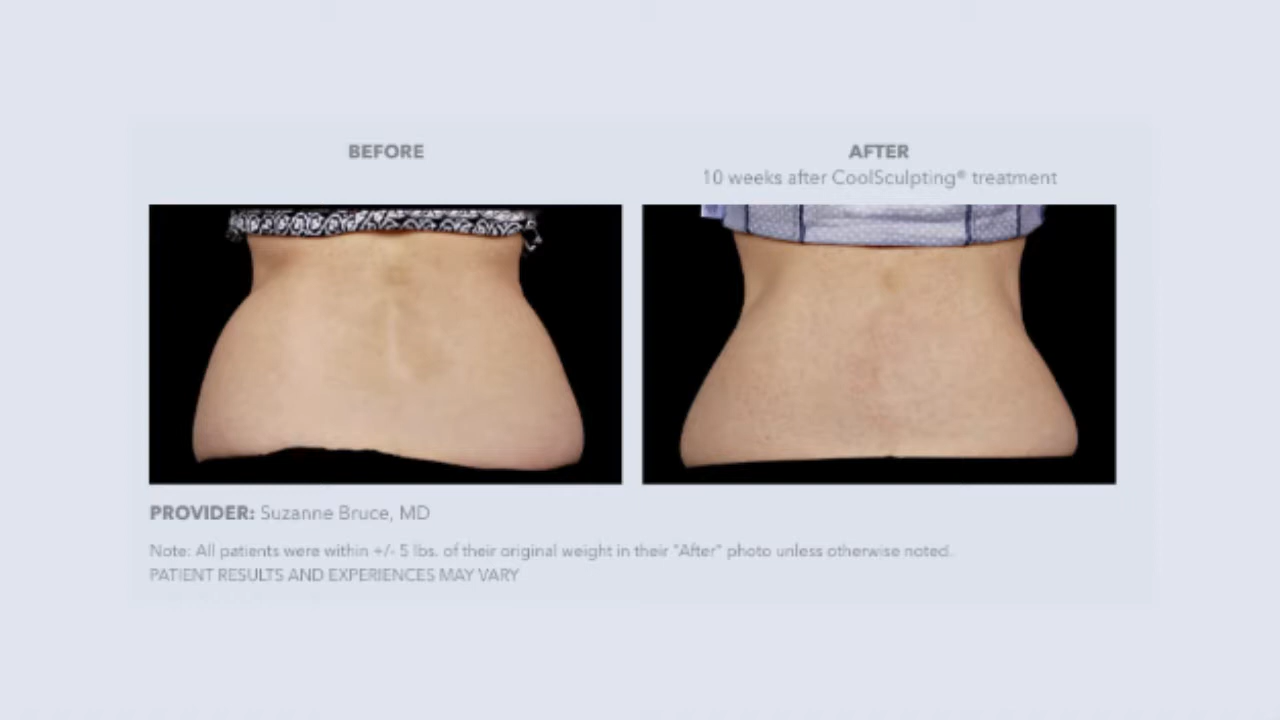 BEFORE
AFTER
10 weeks after CoolSculpting® treatment
PROVIDER: Suzanne Bruce, MD
Note: All patients were within +/- 5 lbs. of their original weight in their "After" photo unless otherwise noted.
PATIENT RESULTS AND EXPERIENCES MAY VARY